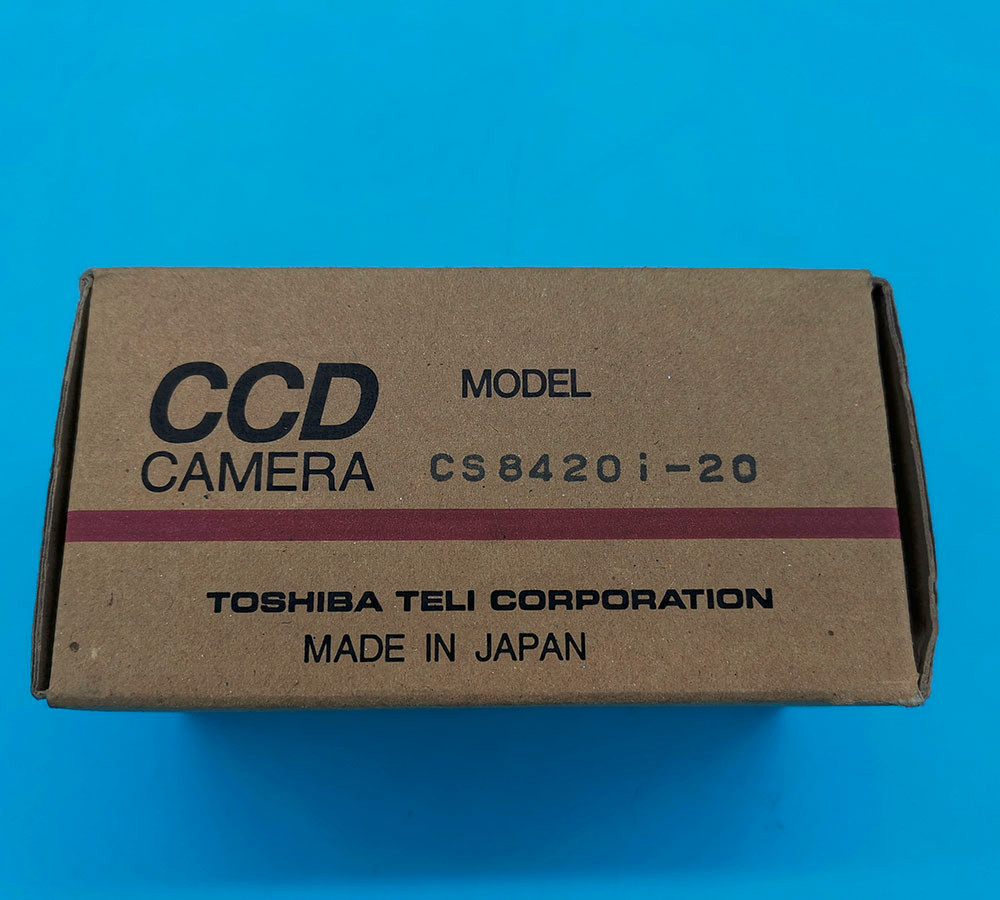 CCD
CAMERA
MODEL
CS8420i-20
TOSHIBA TELI CORPORATION
MADE IN JAPAN